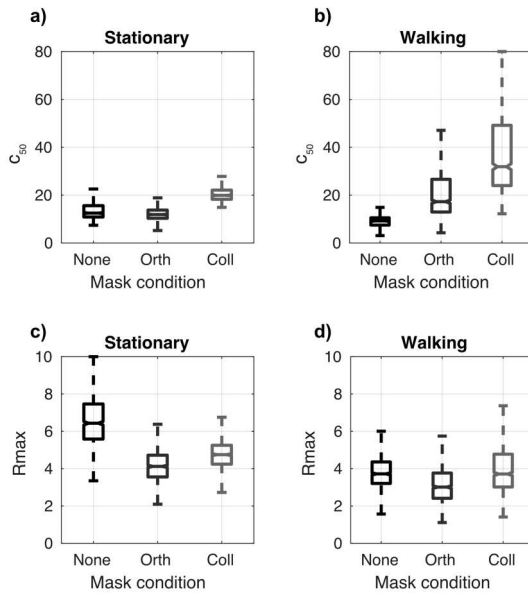 a)
Stationary
80
60
40
20
0
c50
None Orth Coll
Mask condition
b)
Walking
80
60
40
20
0
c50
None Orth Coll
Mask condition
c)
Stationary
10
8
6
4
2
0
Rmax
None Orth Coll
Mask condition
d)
Walking
10
8
6
4
2
0
Rmax
None Orth Coll
Mask condition